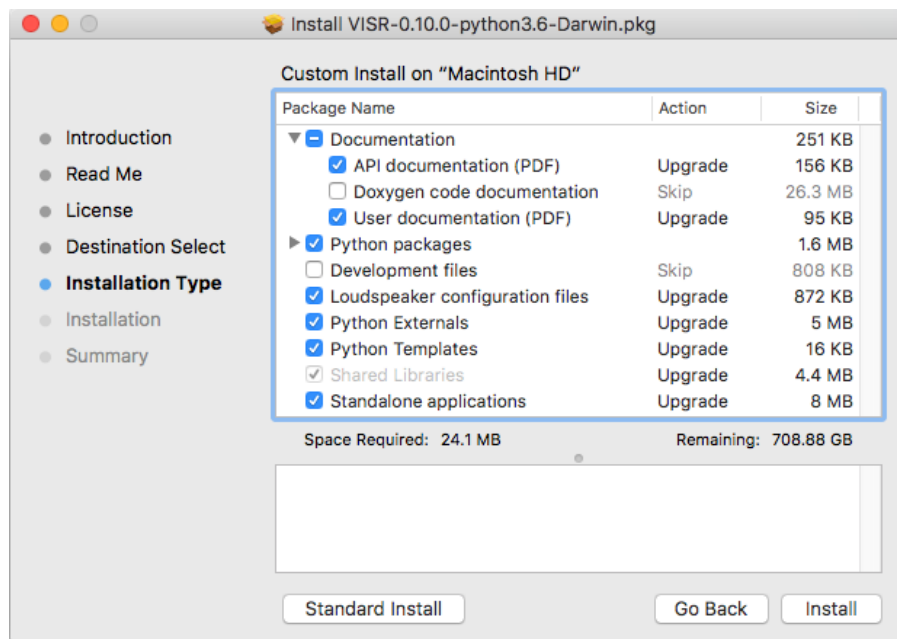 Install VISR-0.10.0-python3.6-Darwin.pkg
Custom Install on “Macintosh HD”
Introduction
Read Me
License
Destination Select
Installation Type
Installation
Summary
Package Name Action Size
Documentation 251 KB
API documentation (PDF) Upgrade 156 KB
Doxygen code documentation Skip 26.3 MB
User documentation (PDF) Upgrade 95 KB
Python packages 1.6 MB
Development files Skip 808 KB
Loudspeaker configuration files Upgrade 872 KB
Python Externals Upgrade 5 MB
Python Templates Upgrade 16 KB
Shared Libraries Upgrade 4.4 MB
Standalone applications Upgrade 8 MB
Space Required: 24.1 MB Remaining: 708.88 GB
Standard Install Go Back Install